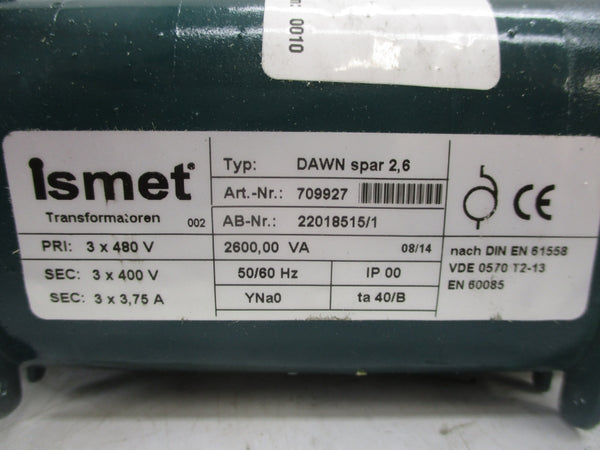 n: 0010
ismet®
Transformatoren 002
Typ: DAWN spar 2,6
Art.-Nr.: 709927
AB-Nr.: 22018515/1
PRI: 3 x 480 V
2600,00 VA 08/14
SEC: 3 x 400 V
50/60 Hz IP 00
SEC: 3 x 3,75 A
YNa0 ta 40/B
CE
nach DIN EN 61558
VDE 0570 T2-13
EN 60085